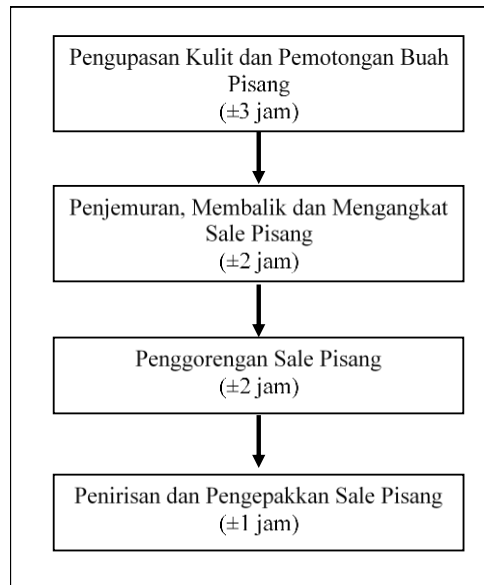 Pengupasan Kulit dan Pemotongan Buah
Pisang
(±3 jam)
Penjemuran, Membalik dan Mengangkat
Sale Pisang
(±2 jam)
Penggorengan Sale Pisang
(±2 jam)
Penirisan dan Pengepakkan Sale Pisang
(±1 jam)